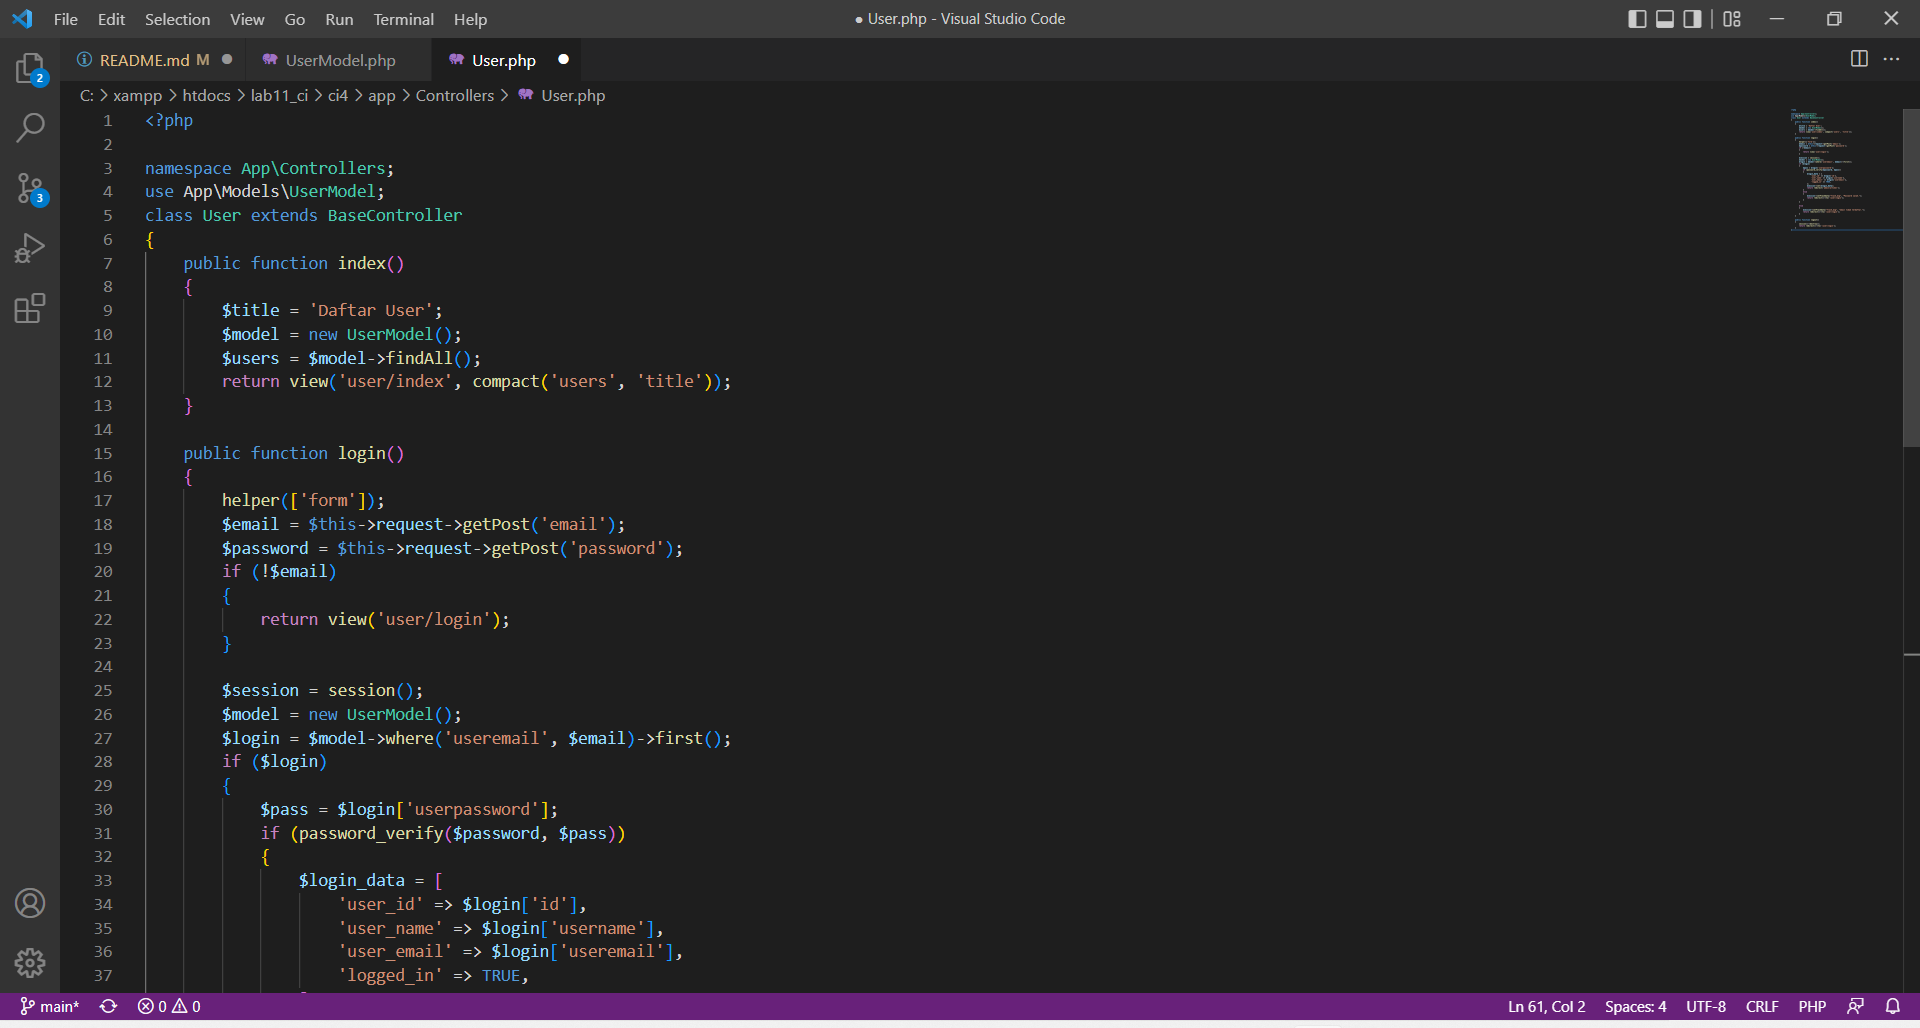 File Edit Selection View Go Run Terminal Help
● User.php - Visual Studio Code
README.md M ●
UserModel.php
User.php ●
C: > xampp > htdocs > lab11_ci > ci4 > app > Controllers > User.php
1 <?php
2
3 namespace App\Controllers;
4 use App\Models\UserModel;
5 class User extends BaseController
6 {
7     public function index()
8     {
9         $title = 'Daftar User';
10         $model = new UserModel();
11         $users = $model->findAll();
12         return view('user/index', compact('users', 'title'));
13     }
14
15     public function login()
16     {
17         helper(['form']);
18         $email = $this->request->getPost('email');
19         $password = $this->request->getPost('password');
20         if (!$email)
21         {
22             return view('user/login');
23         }
24
25         $session = session();
26         $model = new UserModel();
27         $login = $model->where('useremail', $email)->first();
28         if ($login)
29         {
30             $pass = $login['userpassword'];
31             if (password_verify($password, $pass))
32             {
33                 $login_data = [
34                     'user_id' => $login['id'],
35                     'user_name' => $login['username'],
36                     'user_email' => $login['useremail'],
37                     'logged_in' => TRUE,
2
3
main* 0 0
Ln 61, Col 2 Spaces: 4 UTF-8 CRLF PHP